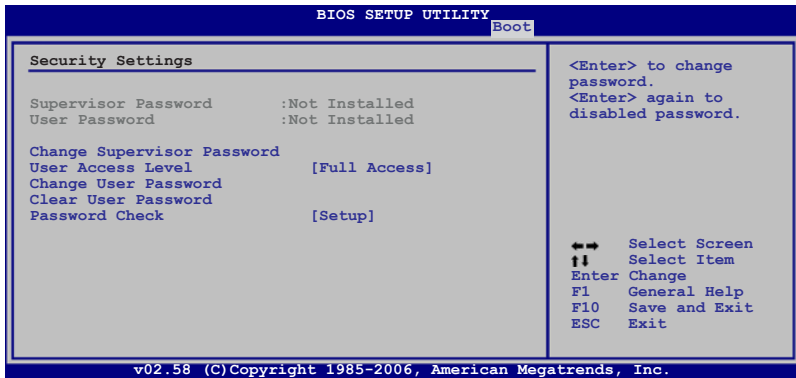 BIOS SETUP UTILITY
Boot
Security Settings
Supervisor Password :Not Installed
User Password :Not Installed
Change Supervisor Password
User Access Level [Full Access]
Change User Password
Clear User Password
Password Check [Setup]
<Enter> to change
password.
<Enter> again to
disabled password.
←→ Select Screen
↑↓ Select Item
Enter Change
F1 General Help
F10 Save and Exit
ESC Exit
v02.58 (C)Copyright 1985-2006, American Megatrends, Inc.